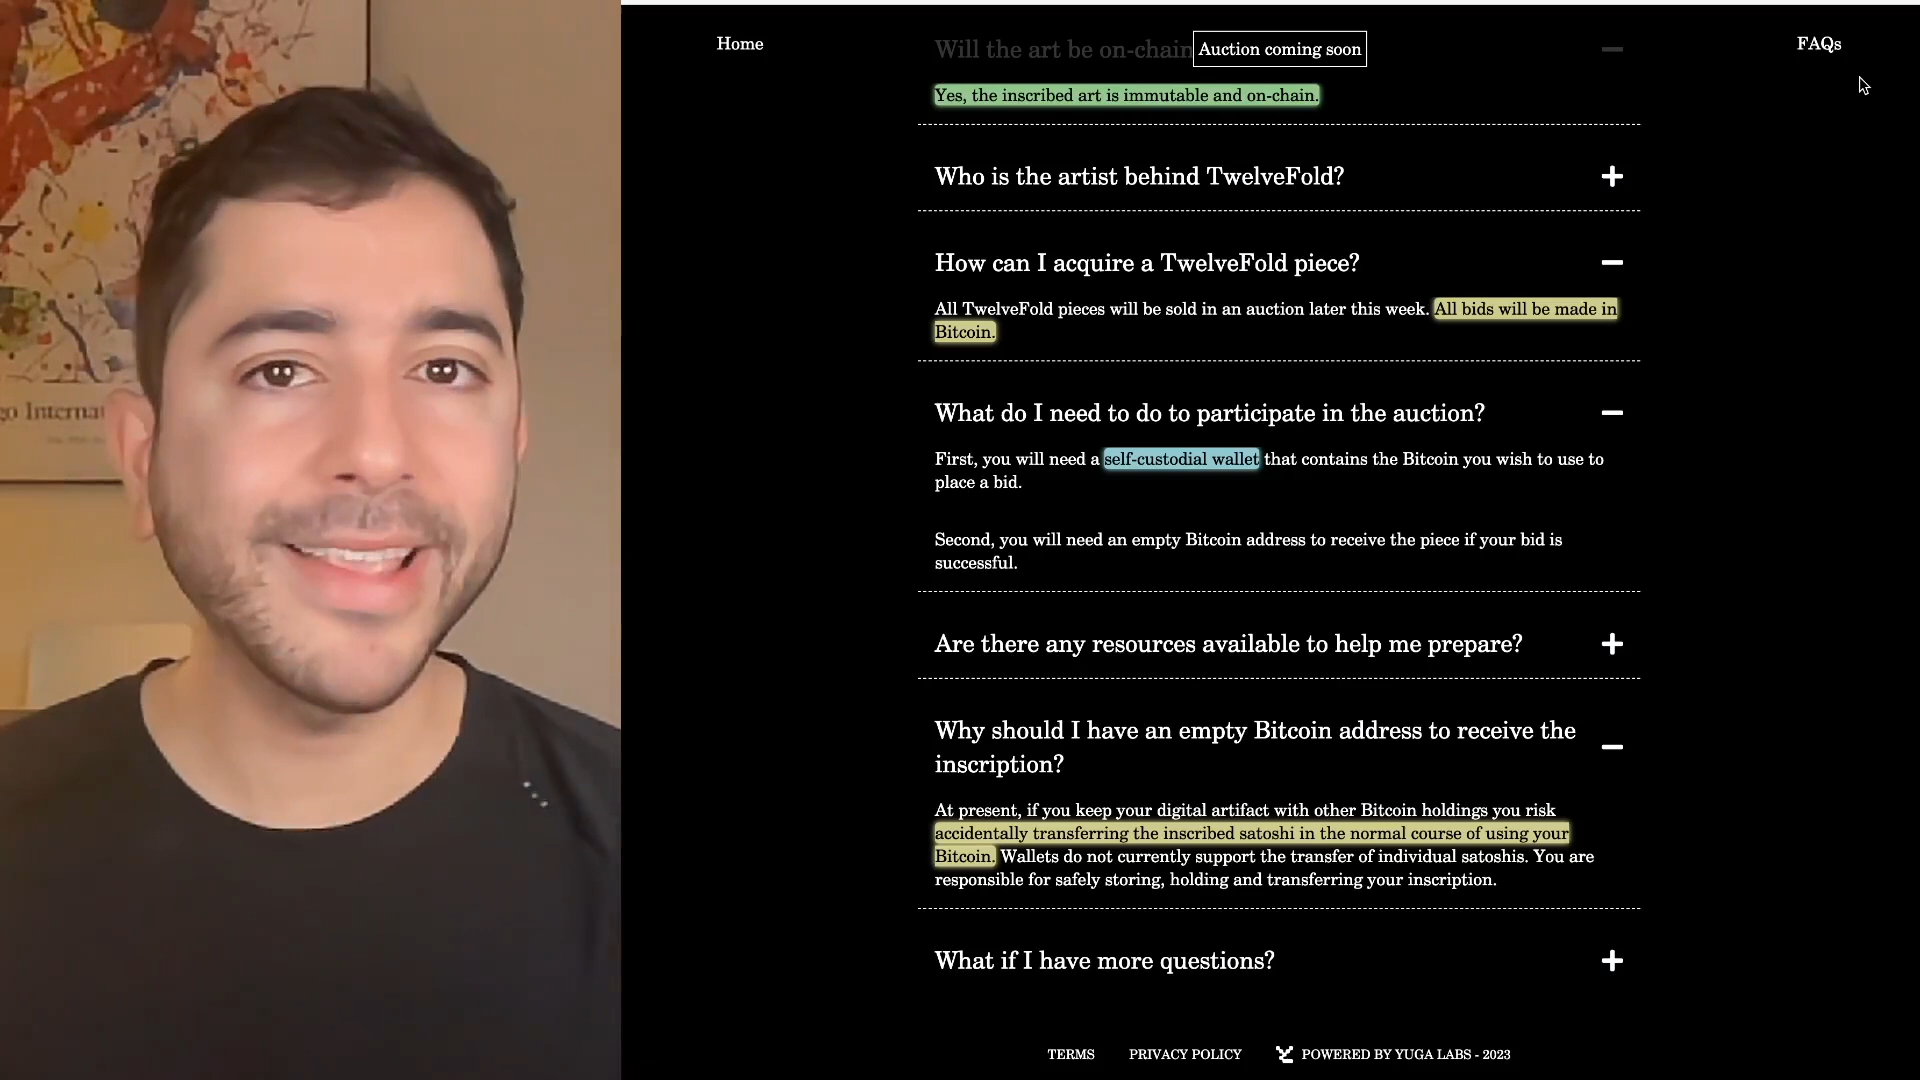 Home
Will the art be on-chain
Auction coming soon
FAQs
Yes, the inscribed art is immutable and on-chain.
Who is the artist behind TwelveFold?
How can I acquire a TwelveFold piece?
All TwelveFold pieces will be sold in an auction later this week. All bids will be made in
Bitcoin.
What do I need to do to participate in the auction?
First, you will need a self-custodial wallet that contains the Bitcoin you wish to use to
place a bid.
Second, you will need an empty Bitcoin address to receive the piece if your bid is
successful.
Are there any resources available to help me prepare?
Why should I have an empty Bitcoin address to receive the
inscription?
At present, if you keep your digital artifact with other Bitcoin holdings you risk
accidentally transferring the inscribed satoshi in the normal course of using your
Bitcoin. Wallets do not currently support the transfer of individual satoshis. You are
responsible for safely storing, holding and transferring your inscription.
What if I have more questions?
TERMS
PRIVACY POLICY
POWERED BY YUGA LABS - 2023